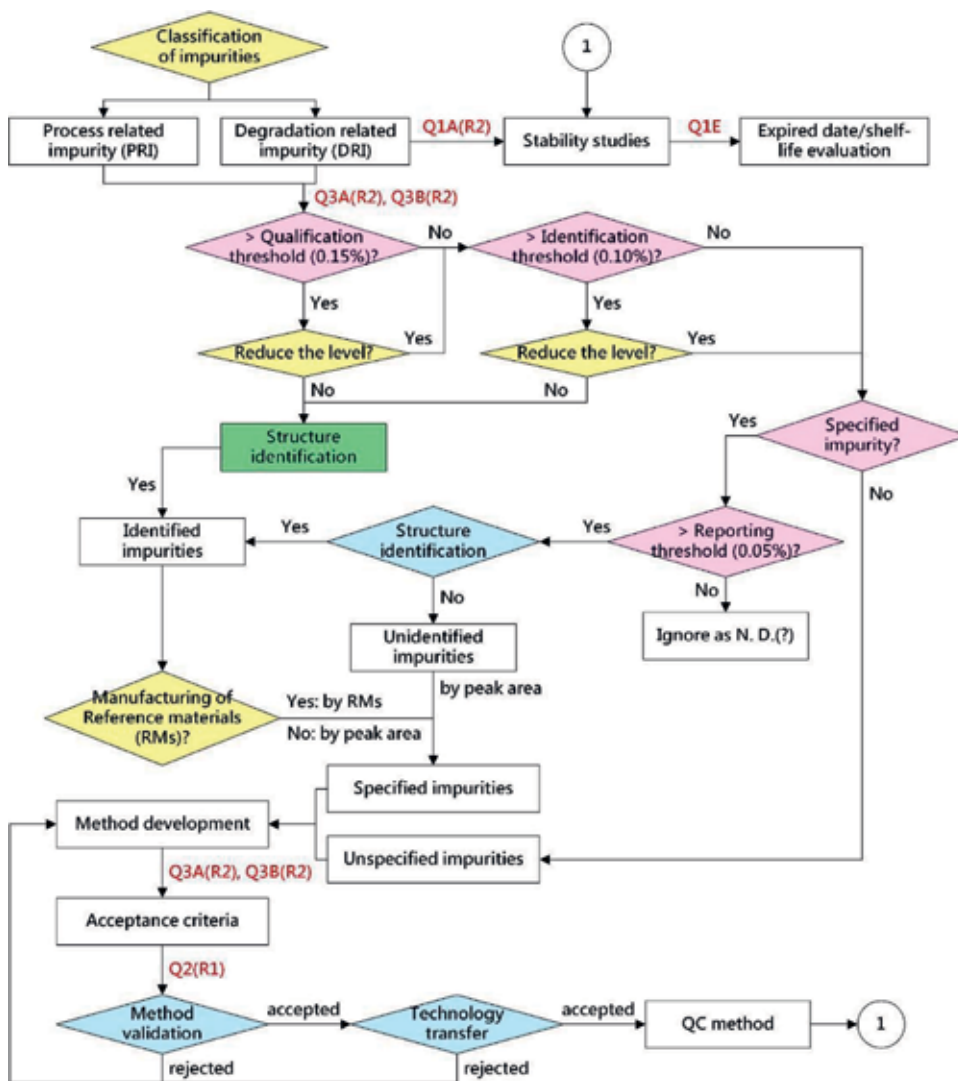 Classification
of impurities
1
Process related
impurity (PRI)
Degradation related
impurity (DRI)
Q1A(R2)
Stability studies
Q1E
Expired date/shelf-
life evaluation
Q3A(R2), Q3B(R2)
> Qualification
threshold (0.15%)?
No
> Identification
threshold (0.10%)?
No
Yes
Yes
Reduce the level?
Yes
Reduce the level?
Yes
No
No
Structure
identification
Yes
Specified
impurity?
Yes
No
Identified
impurities
Yes
Structure
identification
Yes
> Reporting
threshold (0.05%)?
No
No
Unidentified
impurities
Ignore as N. D.(?)
by peak area
Manufacturing of
Reference materials
(RMs)?
Yes: by RMs
No: by peak area
Specified impurities
Method development
Unspecified impurities
Q3A(R2), Q3B(R2)
Acceptance criteria
Q2(R1)
Method
validation
accepted
Technology
transfer
accepted
QC method
1
rejected
rejected